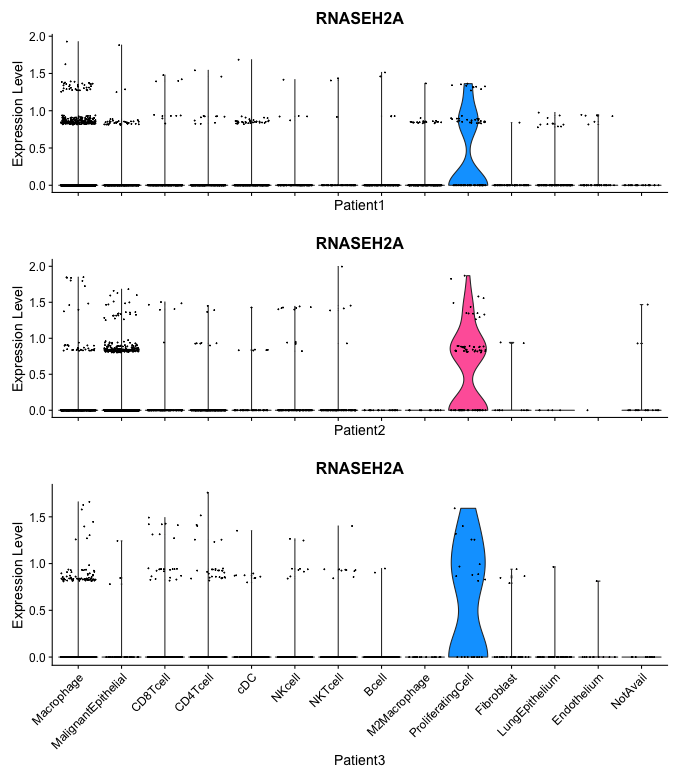 RNASEH2A
Expression Level
2.0
1.5
1.0
0.5
0.0
Patient1
RNASEH2A
Expression Level
2.0
1.5
1.0
0.5
0.0
Patient2
RNASEH2A
Expression Level
1.5
1.0
0.5
0.0
Macrophage
MalignantEpithelial
CD8Tcell
CD4Tcell
cDC
NKcell
NKTcell
Bcell
M2Macrophage
ProliferatingCell
Fibroblast
LungEpithelium
Endothelium
NotAvail
Patient3